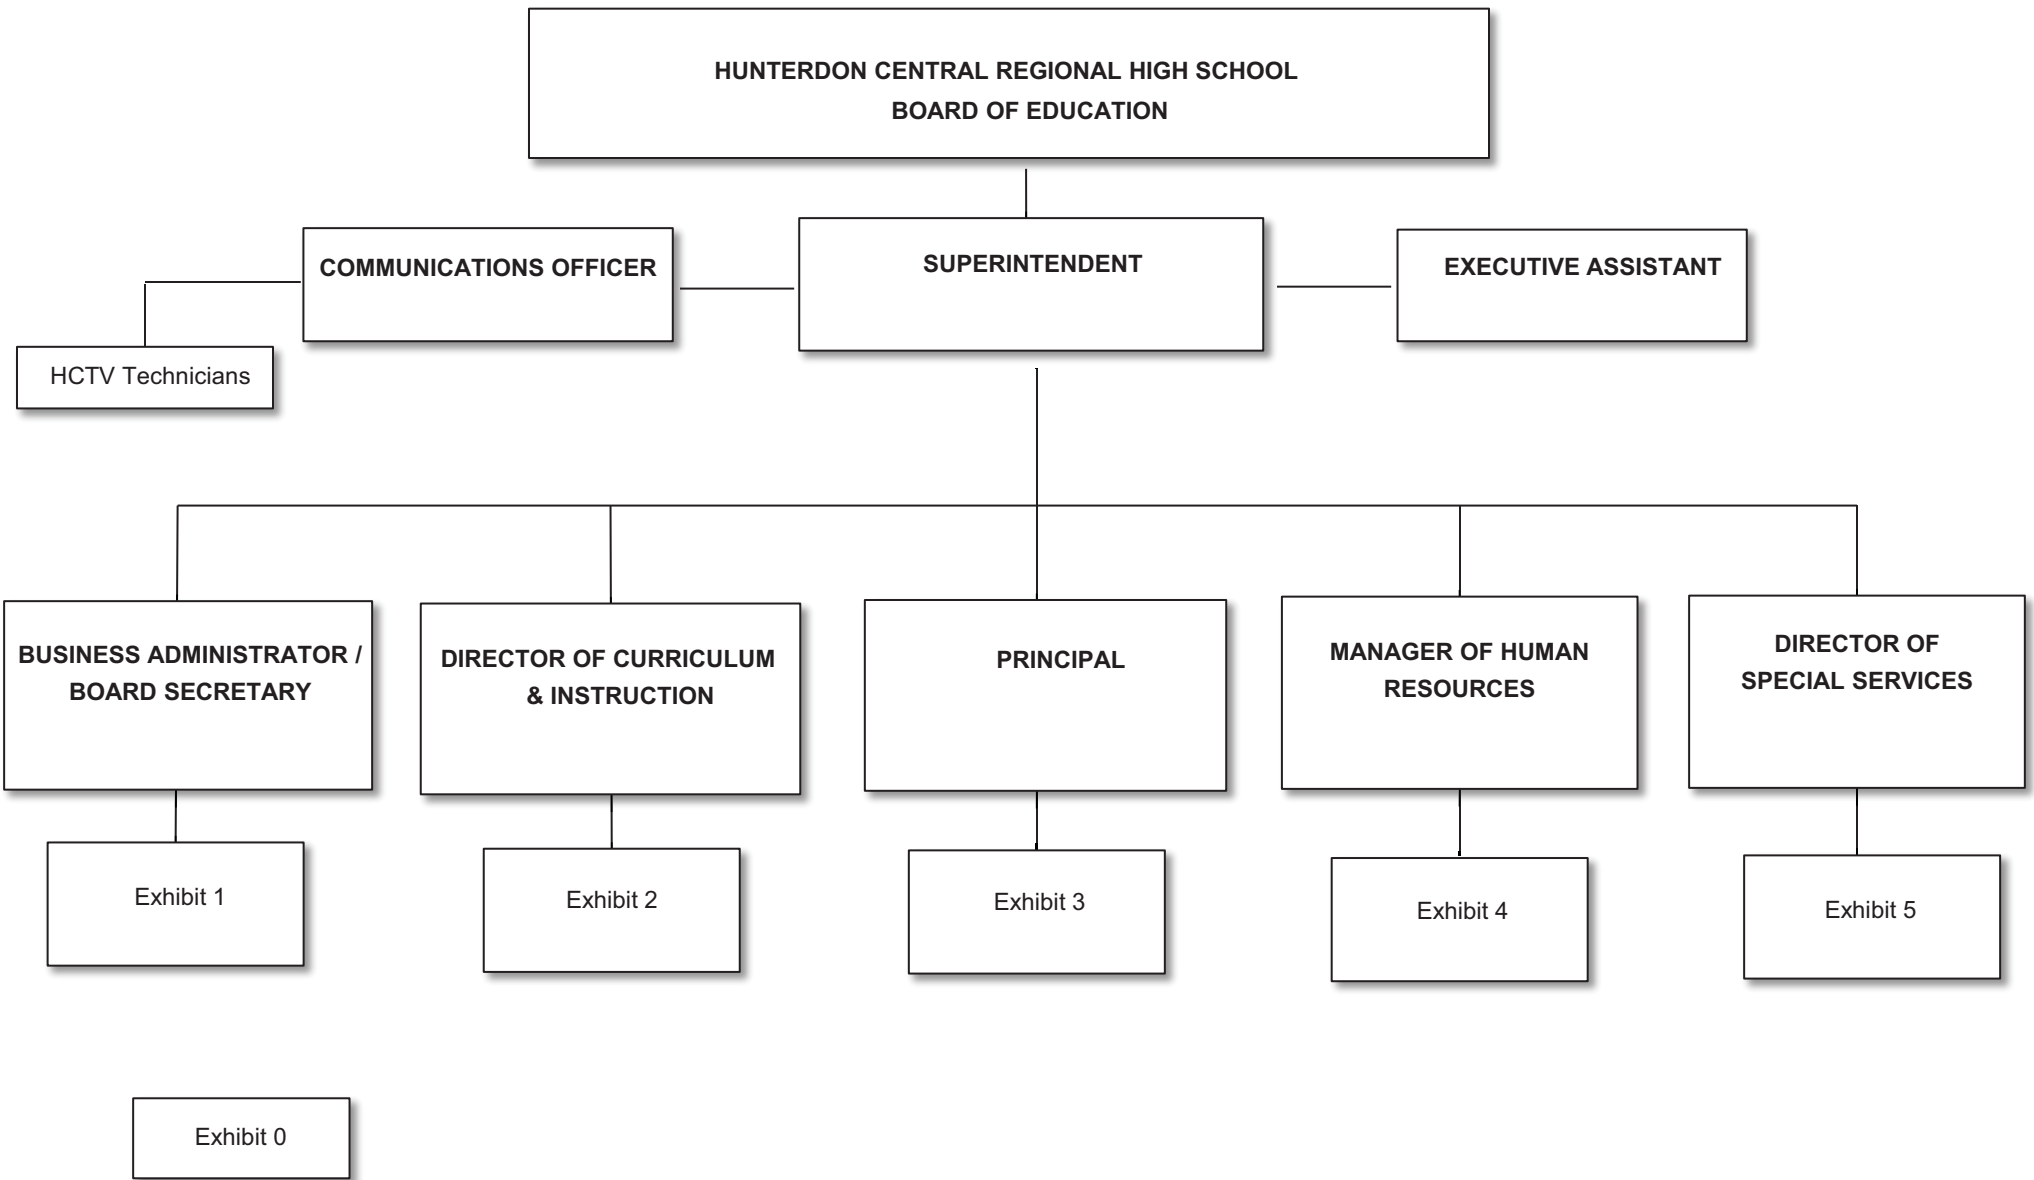 HUNTERDON CENTRAL REGIONAL HIGH SCHOOL
BOARD OF EDUCATION
COMMUNICATIONS OFFICER
SUPERINTENDENT
EXECUTIVE ASSISTANT
HCTV Technicians
BUSINESS ADMINISTRATOR /
BOARD SECRETARY
DIRECTOR OF CURRICULUM
& INSTRUCTION
PRINCIPAL
MANAGER OF HUMAN
RESOURCES
DIRECTOR OF
SPECIAL SERVICES
Exhibit 1
Exhibit 2
Exhibit 3
Exhibit 4
Exhibit 5
Exhibit 0